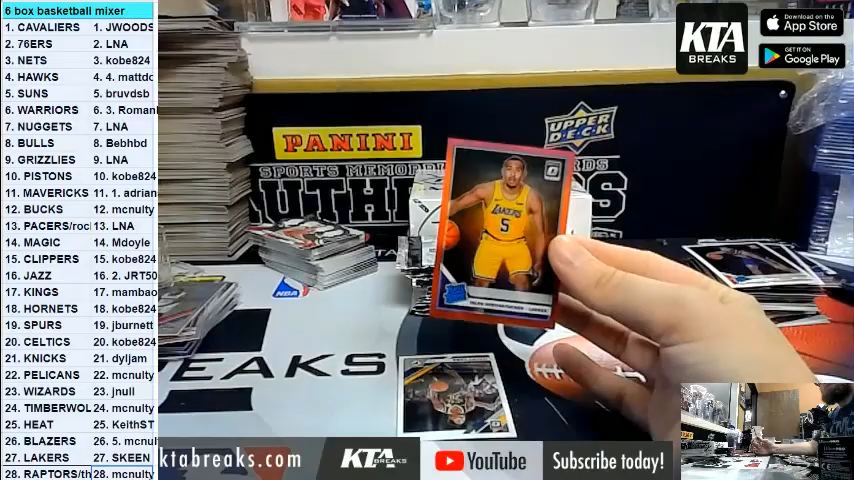 6 box basketball mixer
1. CAVALIERS 1. JWOODS
2. 76ERS 2. LNA
3. NETS 3. kobe824
4. HAWKS 4. 4. mattdc
5. SUNS 5. bruvdsb
6. WARRIORS 6. 3. Roman
7. NUGGETS 7. LNA
8. BULLS 8. Bebhbd
9. GRIZZLIES 9. LNA
10. PISTONS 10. kobe824
11. MAVERICKS 11. 1. adrian
12. BUCKS 12. mcnulty
13. PACERS/roc 13. LNA
14. MAGIC 14. Mdoyle
15. CLIPPERS 15. kobe824
16. JAZZ 16. 2. JRT50
17. KINGS 17. mambao
18. HORNETS 18. kobe824
19. SPURS 19. jburnett
20. CELTICS 20. kobe824
21. KNICKS 21. dyljam
22. PELICANS 22. mcnulty
23. WIZARDS 23. jnull
24. TIMBERWOL 24. mcnulty
25. HEAT 25. KeithST
26. BLAZERS 26. 5. mcnul
27. LAKERS 27. SKEEN
28. RAPTORS/th 28. mcnulty
KTA
BREAKS
Download on the
App Store
GET IT ON
Google Play
PANINI
UPPER
DECK
SPORTS MEMOR
AUTH
LAKERS
5
NBA
EAKS
ktabreaks.com
KTA
BREAKS
YouTube
Subscribe today!